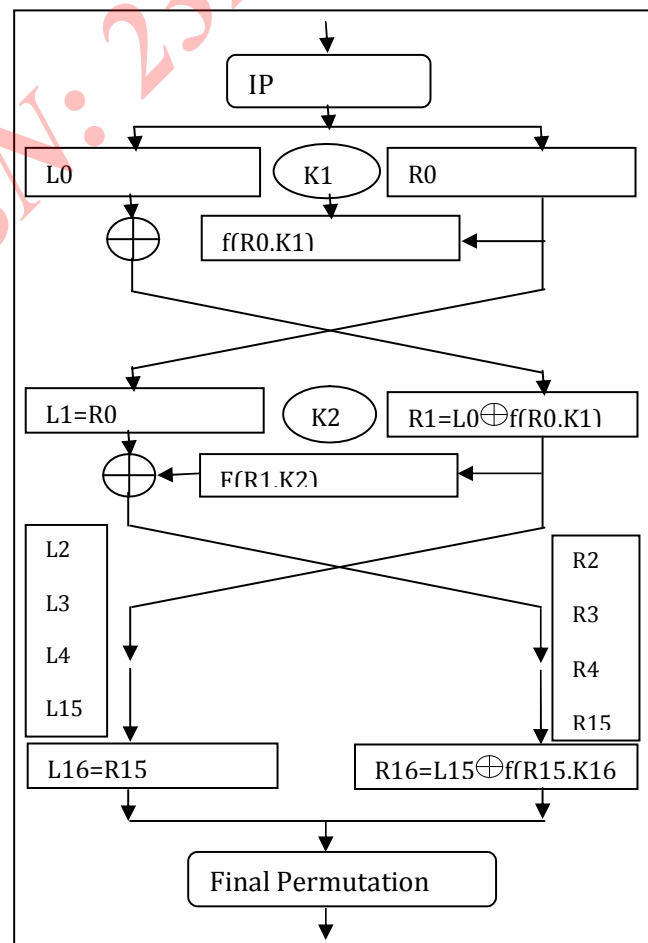 IP
L0
K1
R0
f(R0.K1)
L1=R0
K2
R1=L0⊕f(R0.K1)
F(R1.K2)
L2
R2
L3
R3
L4
R4
L15
R15
L16=R15
R16=L15⊕f(R15.K16
Final Permutation